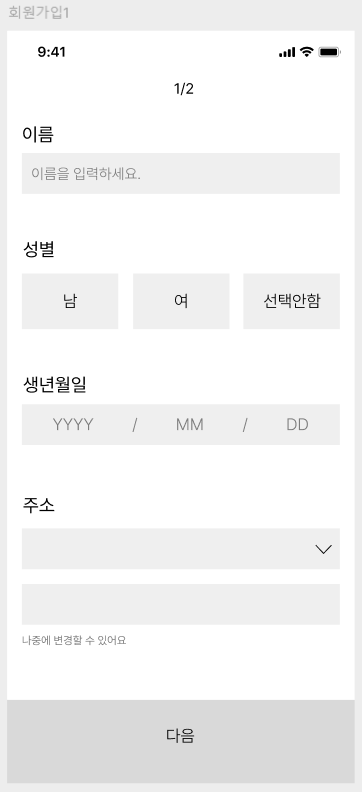 회원가입1
9:41
1/2
이름
이름을 입력하세요.
성별
남 여 선택안함
생년월일
YYYY / MM / DD
주소
나중에 변경할 수 있어요
다음